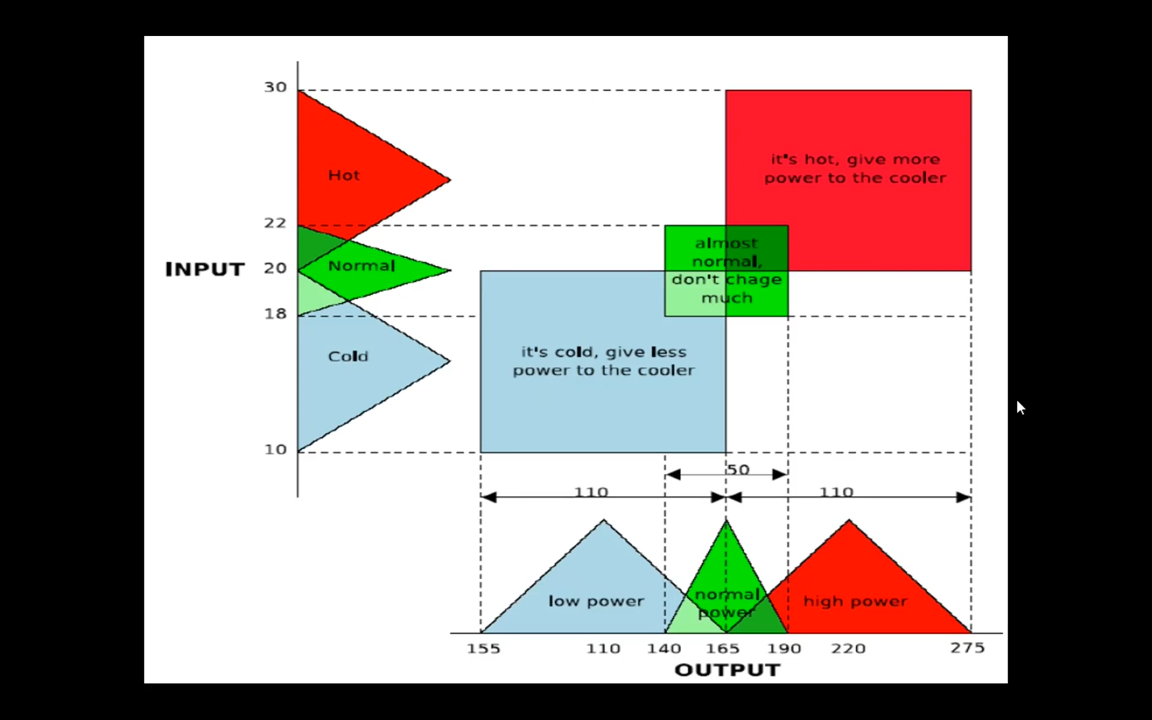 30
Hot
it's hot, give more
power to the cooler
22
almost
normal,
don't chage
much
INPUT
20
Normal
18
it's cold, give less
power to the cooler
Cold
10
50
110
110
low power
normal
power
high power
155
110
140
165
190
220
275
OUTPUT